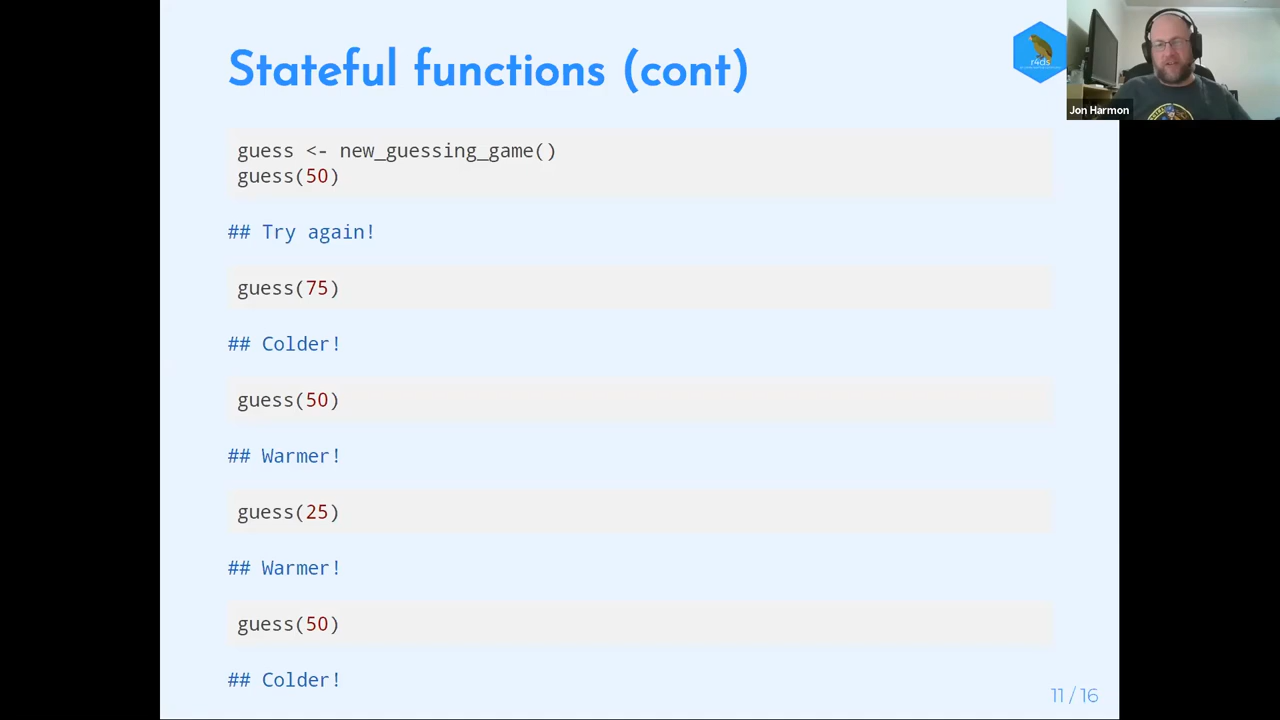 Stateful functions (cont)
r4ds
Jon Harmon
guess <- new_guessing_game()
guess(50)
## Try again!
guess(75)
## Colder!
guess(50)
## Warmer!
guess(25)
## Warmer!
guess(50)
## Colder!
11 / 16